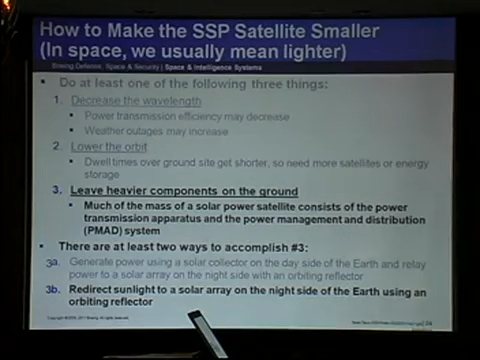 How to Make the SSP Satellite Smaller
(In space, we usually mean lighter)
Boeing Defense, Space & Security | Space & Intelligence Systems
• Do at least one of the following three things:
1. Decrease the wavelength
• Power transmission efficiency may decrease
• Weather outages may increase
2. Lower the orbit
• Dwell times over ground site get shorter, so need more satellites or energy
storage
3. Leave heavier components on the ground
• Much of the mass of a solar power satellite consists of the power
transmission apparatus and the power management and distribution
(PMAD) system
• There are at least two ways to accomplish #3:
3a. Generate power using a solar collector on the day side of the Earth and relay
power to a solar array on the night side with an orbiting reflector
3b. Redirect sunlight to a solar array on the night side of the Earth using an
orbiting reflector
Copyright © 2011 Boeing. All rights reserved.